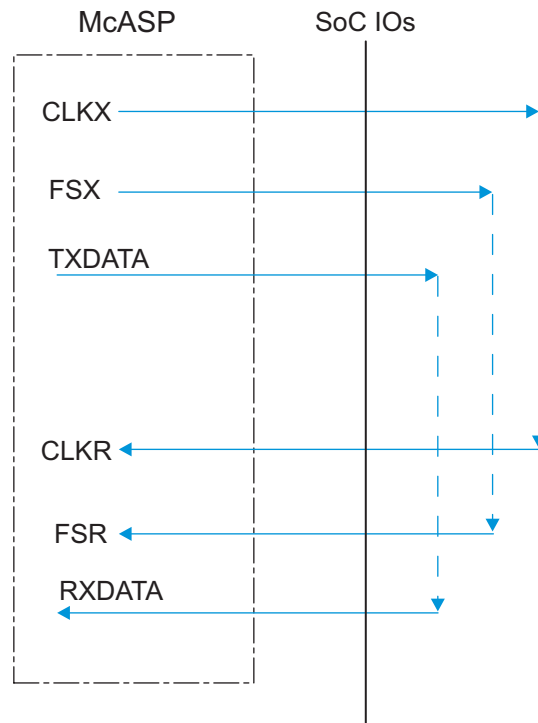 McASP
SoC IOs
CLKX
FSX
TXDATA
CLKR
FSR
RXDATA